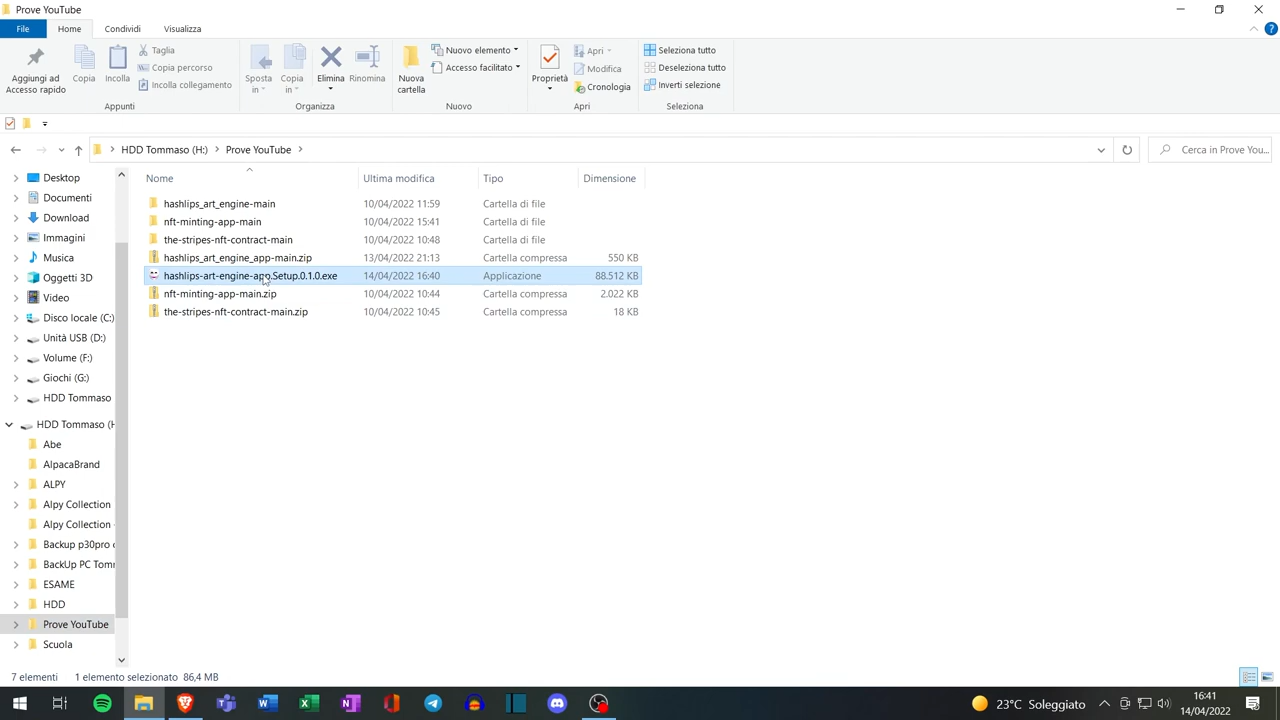 Prove YouTube
File Home Condividi Visualizza
Aggiungi ad Accesso rapido
Copia
Incolla
Taglia
Copia percorso
Incolla collegamento
Appunti
Sposta in
Copia in
Elimina
Rinomina
Organizza
Nuova cartella
Nuovo elemento
Accesso facilitato
Nuovo
Proprietà
Apri
Modifica
Cronologia
Apri
Seleziona tutto
Deseleziona tutto
Inverti selezione
Seleziona
HDD Tommaso (H:) > Prove YouTube >
Cerca in Prove You...
Nome Ultima modifica Tipo Dimensione
hashlips_art_engine-main 10/04/2022 11:59 Cartella di file
nft-minting-app-main 10/04/2022 15:41 Cartella di file
the-stripes-nft-contract-main 10/04/2022 10:48 Cartella di file
hashlips_art_engine_app-main.zip 13/04/2022 21:13 Cartella compressa 550 KB
hashlips-art-engine-app.Setup.0.1.0.exe 14/04/2022 16:40 Applicazione 88.512 KB
nft-minting-app-main.zip 10/04/2022 10:44 Cartella compressa 2.022 KB
the-stripes-nft-contract-main.zip 10/04/2022 10:45 Cartella compressa 18 KB
Desktop
Documenti
Download
Immagini
Musica
Oggetti 3D
Video
Disco locale (C:)
Unità USB (D:)
Volume (F:)
Giochi (G:)
HDD Tommaso
HDD Tommaso (H
Abe
AlpacaBrand
ALPY
Alpy Collection
Alpy Collection -
Backup p30pro c
BackUp PC Tomr
ESAME
HDD
Prove YouTube
Scuola
7 elementi 1 elemento selezionato 86,4 MB
23°C Soleggiato
16:41
14/04/2022